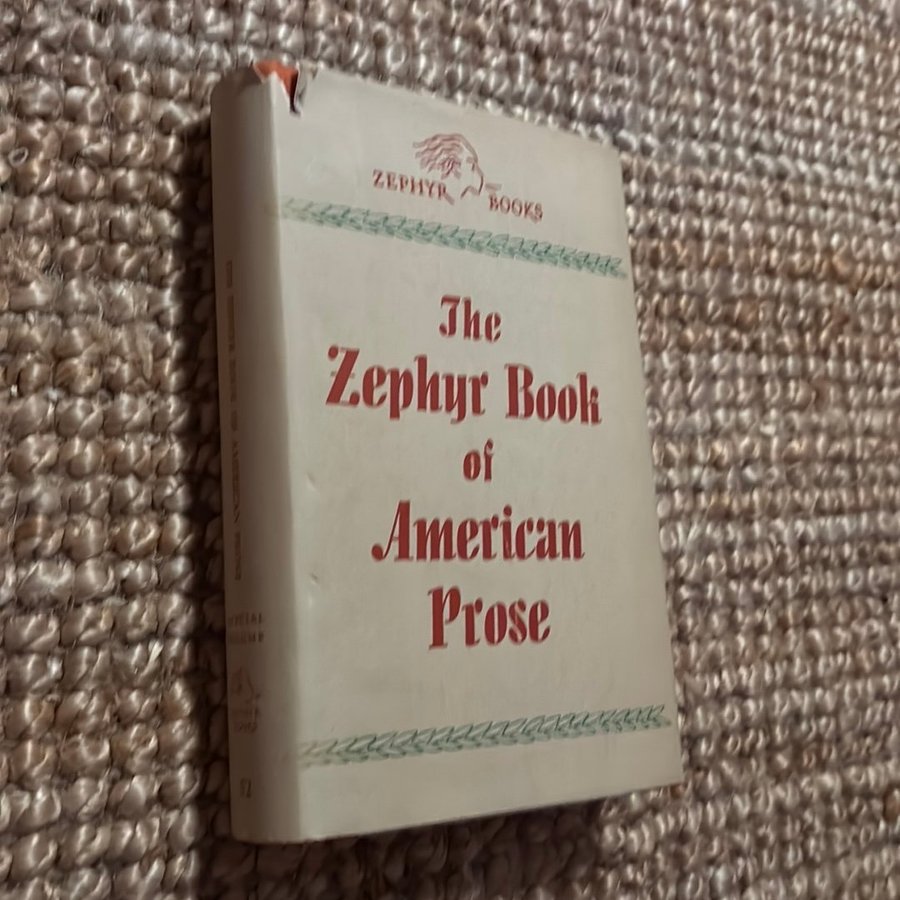 ZEPHYR BOOKS
The
Zephyr Book
of
American
Prose